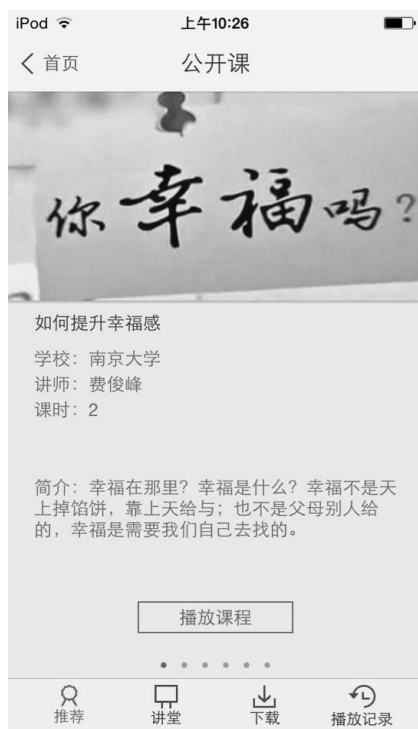 iPod 上午10:26
首页 公开课
你幸福吗？
如何提升幸福感
学校：南京大学
讲师：费俊峰
课时：2
简介：幸福在那里？幸福是什么？幸福不是天
上掉馅饼，靠上天给与；也不是父母别人给
的，幸福是需要我们自己去找的。
播放课程
推荐 讲堂 下载 播放记录